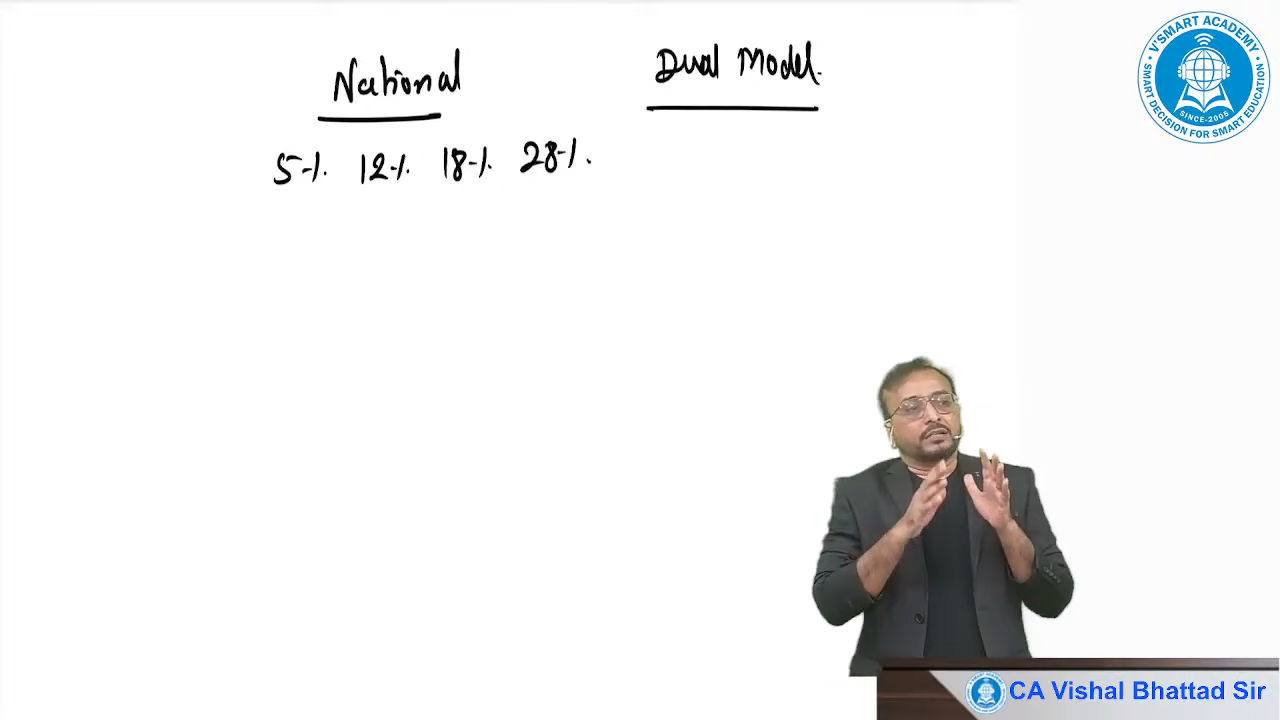 National
Dual Model.
5% 12% 18% 28%.
V'SMART ACADEMY
SMART DECISION FOR SMART EDUCATION
SINCE-2005
CA Vishal Bhattad Sir